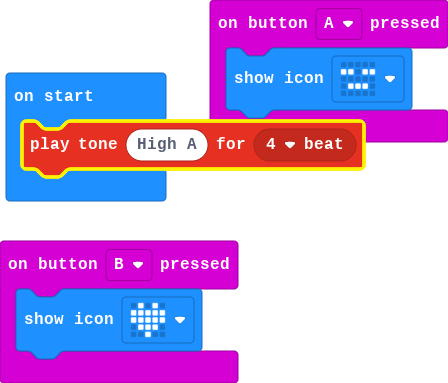 on button A pressed
show icon
on start
play tone High A for 4 beat
on button B pressed
show icon